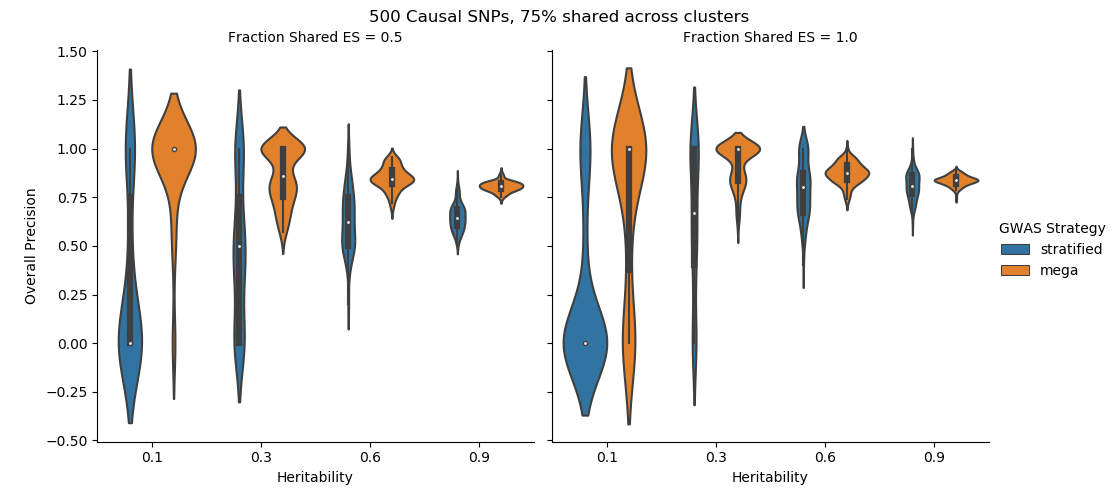 500 Causal SNPs, 75% shared across clusters
Fraction Shared ES = 0.5
Fraction Shared ES = 1.0
1.50
1.25
1.00
0.75
0.50
0.25
0.00
−0.25
−0.50
Overall Precision
0.1 0.3 0.6 0.9
Heritability
0.1 0.3 0.6 0.9
Heritability
GWAS Strategy
stratified
mega